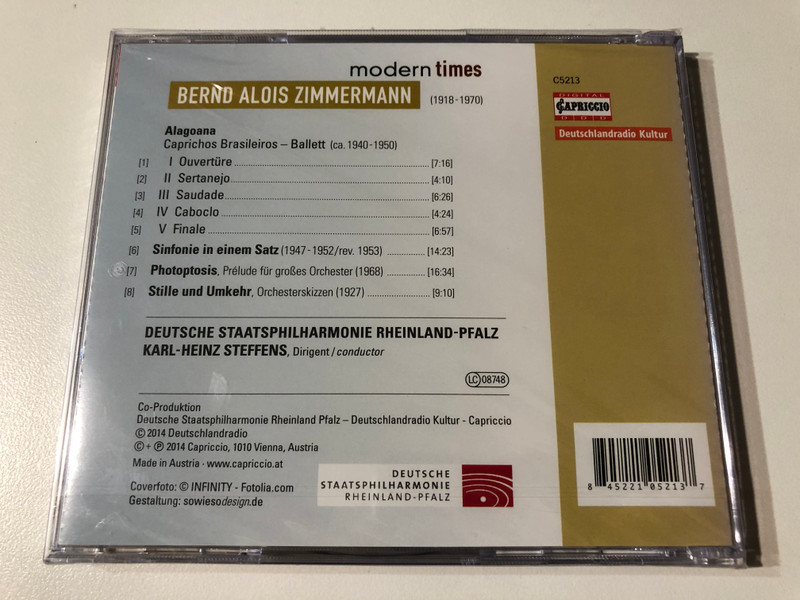 modern times
BERND ALOIS ZIMMERMANN (1918-1970)
C5213
DIGITAL
CAPRICCIO
D D D
Deutschlandradio Kultur
Alagoana
Caprichos Brasileiros – Ballett (ca. 1940-1950)
[1] I Ouvertüre [7:16]
[2] II Sertanejo [4:10]
[3] III Saudade [6:26]
[4] IV Caboclo [4:24]
[5] V Finale [6:57]
[6] Sinfonie in einem Satz (1947-1952/rev. 1953) [14:23]
[7] Photoptosis, Prélude für großes Orchester (1968) [16:34]
[8] Stille und Umkehr, Orchesterskizzen (1927) [9:10]
DEUTSCHE STAATSPHILHARMONIE RHEINLAND-PFALZ
KARL-HEINZ STEFFENS, Dirigent / conductor
LC 08748
Co-Produktion
Deutsche Staatsphilharmonie Rheinland Pfalz – Deutschlandradio Kultur - Capriccio
© 2014 Deutschlandradio
© + ℗ 2014 Capriccio, 1010 Vienna, Austria
Made in Austria · www.capriccio.at
Coverfoto: © INFINITY - Fotolia.com
Gestaltung: sowiesodesign.de
DEUTSCHE
STAATSPHILHARMONIE
RHEINLAND-PFALZ
8 45221 05213 7